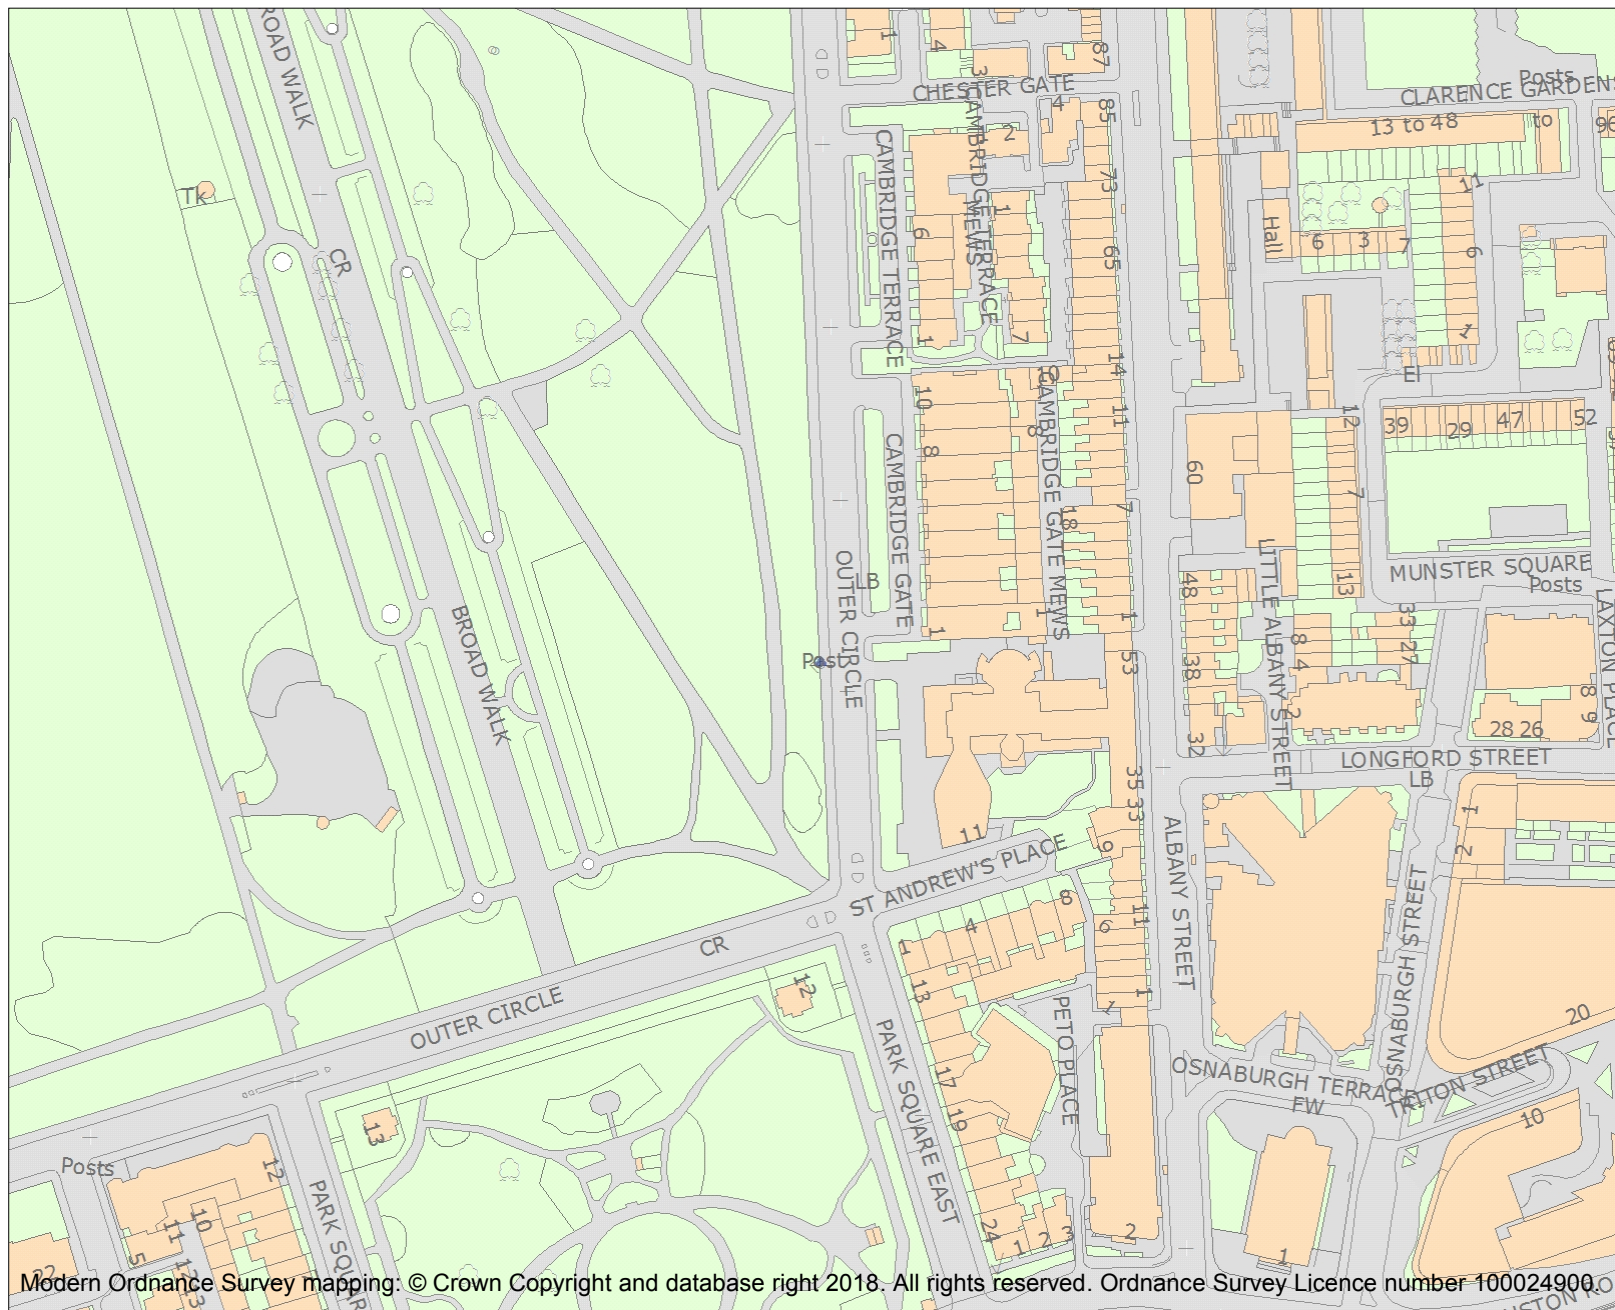 BROAD WALK
1
4
3
87
CHESTER GATE
Posts
CLARENCE GARDENS
CAMBRIDGE TERRACE MEWS
4
85
2
13 to 48
to
96
Tk
CAMBRIDGE TERRACE
73
11
1
6
Hall
6
3
7
6
65
CR
1
7
1
14
10
El
10
CAMBRIDGE GATE MEWS
11
12
39
29
47
52
8
8
CAMBRIDGE GATE
60
7
7
18
OUTER CIRCLE
LB
LITTLE ALBANY STREET
MUNSTER SQUARE
Posts
48
13
LAXTON PLACE
BROAD WALK
1
1
1
33
27
Post
53
38
8
4
2
8
9
28 26
32
LONGFORD STREET
LB
35 33
1
2
11
ST ANDREW'S PLACE
9
ALBANY STREET
OSNABURGH STREET
8
4
1
11
6
CR
13
12
1
1
OUTER CIRCLE
20
PARK SQUARE EAST
PETO PLACE
17
OSNABURGH TERRACE
FW
TRITON STREET
19
10
13
Posts
12
PARK SQUAR
10
11
5
24
1
2
3
2
1
22
12
13
Modern Ordnance Survey mapping: © Crown Copyright and database right 2018. All rights reserved. Ordnance Survey Licence number 100024900.